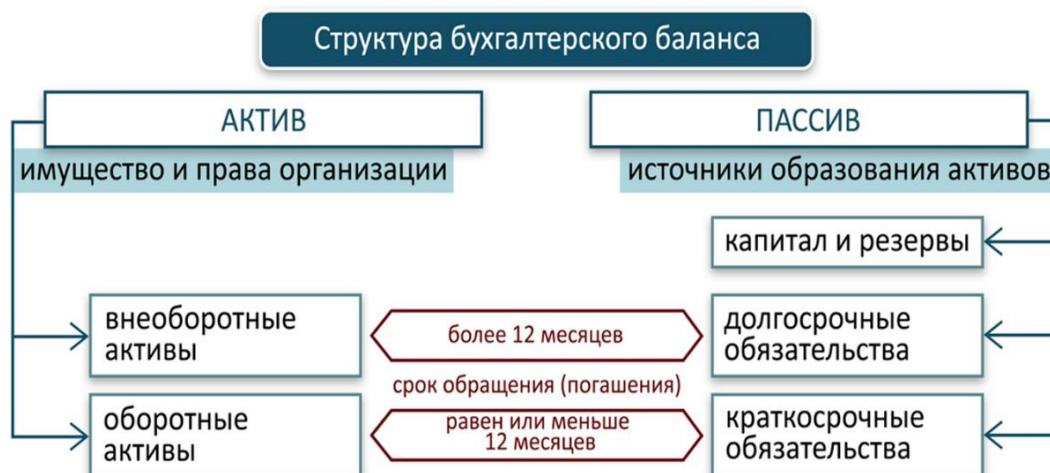 Структура бухгалтерского баланса
АКТИВ
ПАССИВ
имущество и права организации
источники образования активов
капитал и резервы
внеоборотные
активы
более 12 месяцев
долгосрочные
обязательства
срок обращения (погашения)
оборотные
активы
равен или меньше
12 месяцев
краткосрочные
обязательства